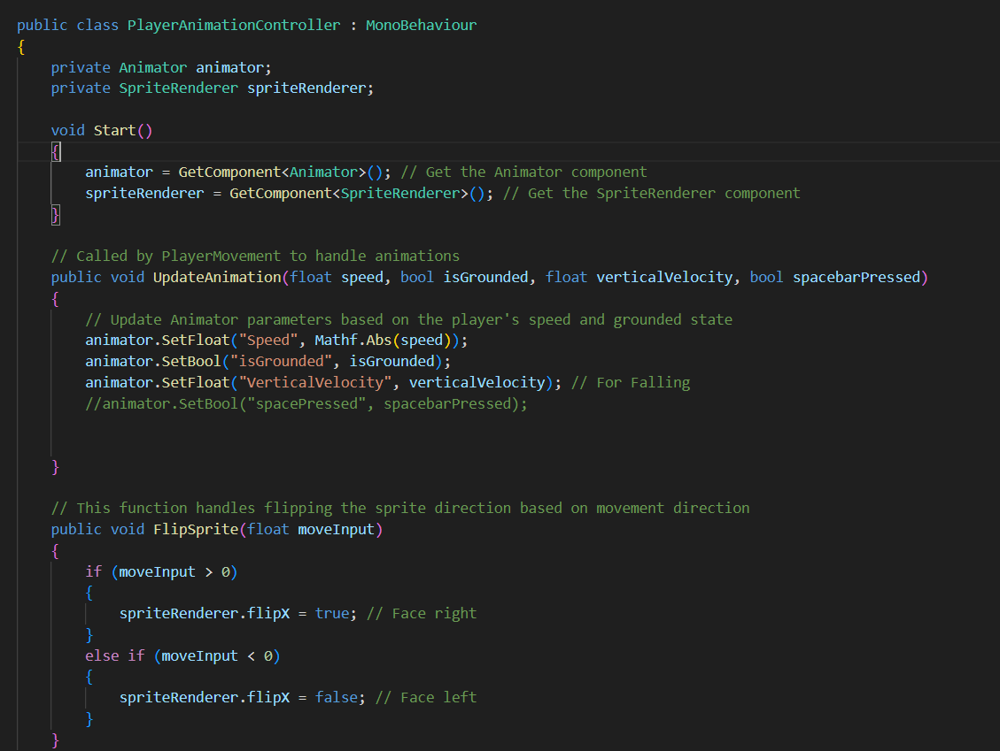 public class PlayerAnimationController : MonoBehaviour
{
    private Animator animator;
    private SpriteRenderer spriteRenderer;

    void Start()
    {
        animator = GetComponent<Animator>(); // Get the Animator component
        spriteRenderer = GetComponent<SpriteRenderer>(); // Get the SpriteRenderer component
    }

    // Called by PlayerMovement to handle animations
    public void UpdateAnimation(float speed, bool isGrounded, float verticalVelocity, bool spacebarPressed)
    {
        // Update Animator parameters based on the player's speed and grounded state
        animator.SetFloat("Speed", Mathf.Abs(speed));
        animator.SetBool("isGrounded", isGrounded);
        animator.SetFloat("VerticalVelocity", verticalVelocity); // For Falling
        //animator.SetBool("spacePressed", spacebarPressed);


    }

    // This function handles flipping the sprite direction based on movement direction
    public void FlipSprite(float moveInput)
    {
        if (moveInput > 0)
        {
            spriteRenderer.flipX = true; // Face right
        }
        else if (moveInput < 0)
        {
            spriteRenderer.flipX = false; // Face left
        }
    }